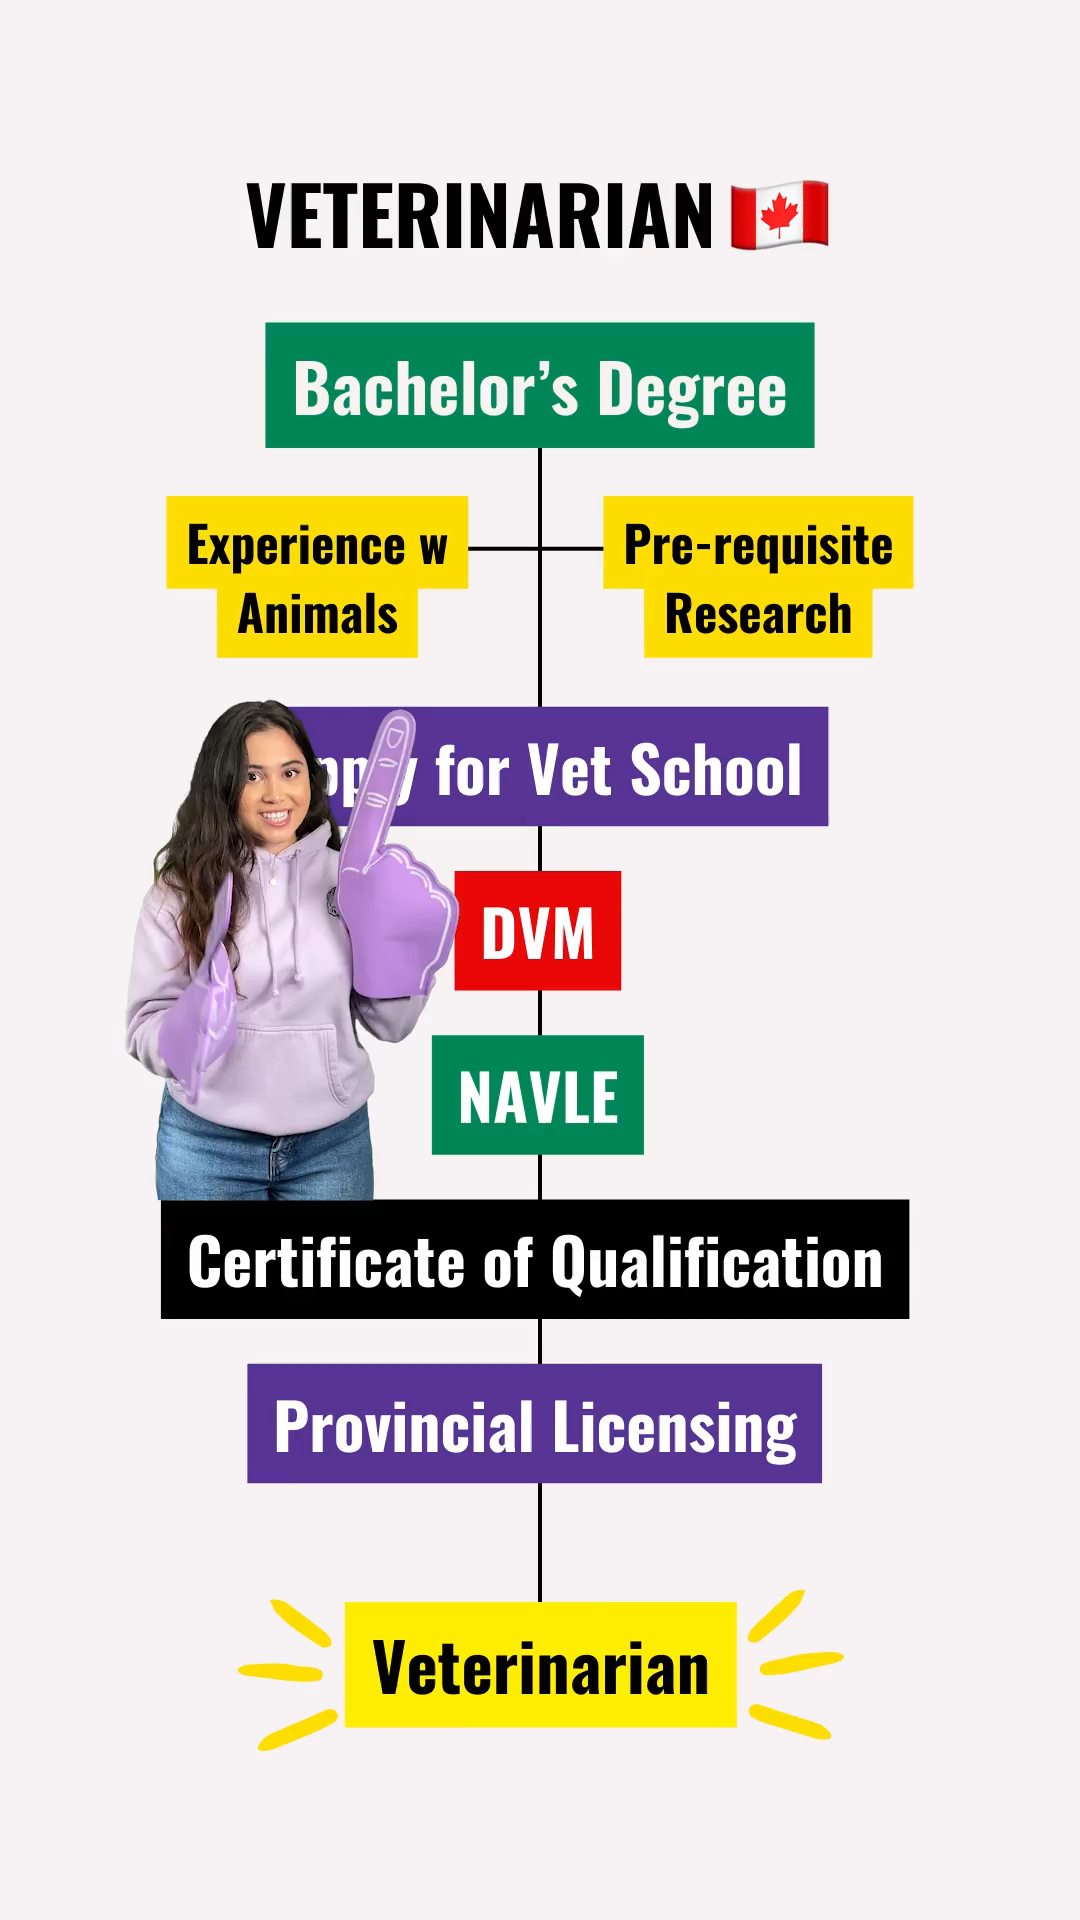 VETERINARIAN
Bachelor's Degree
Experience w
Animals
Pre-requisite
Research
for Vet School
DVM
NAVLE
Certificate of Qualification
Provincial Licensing
Veterinarian